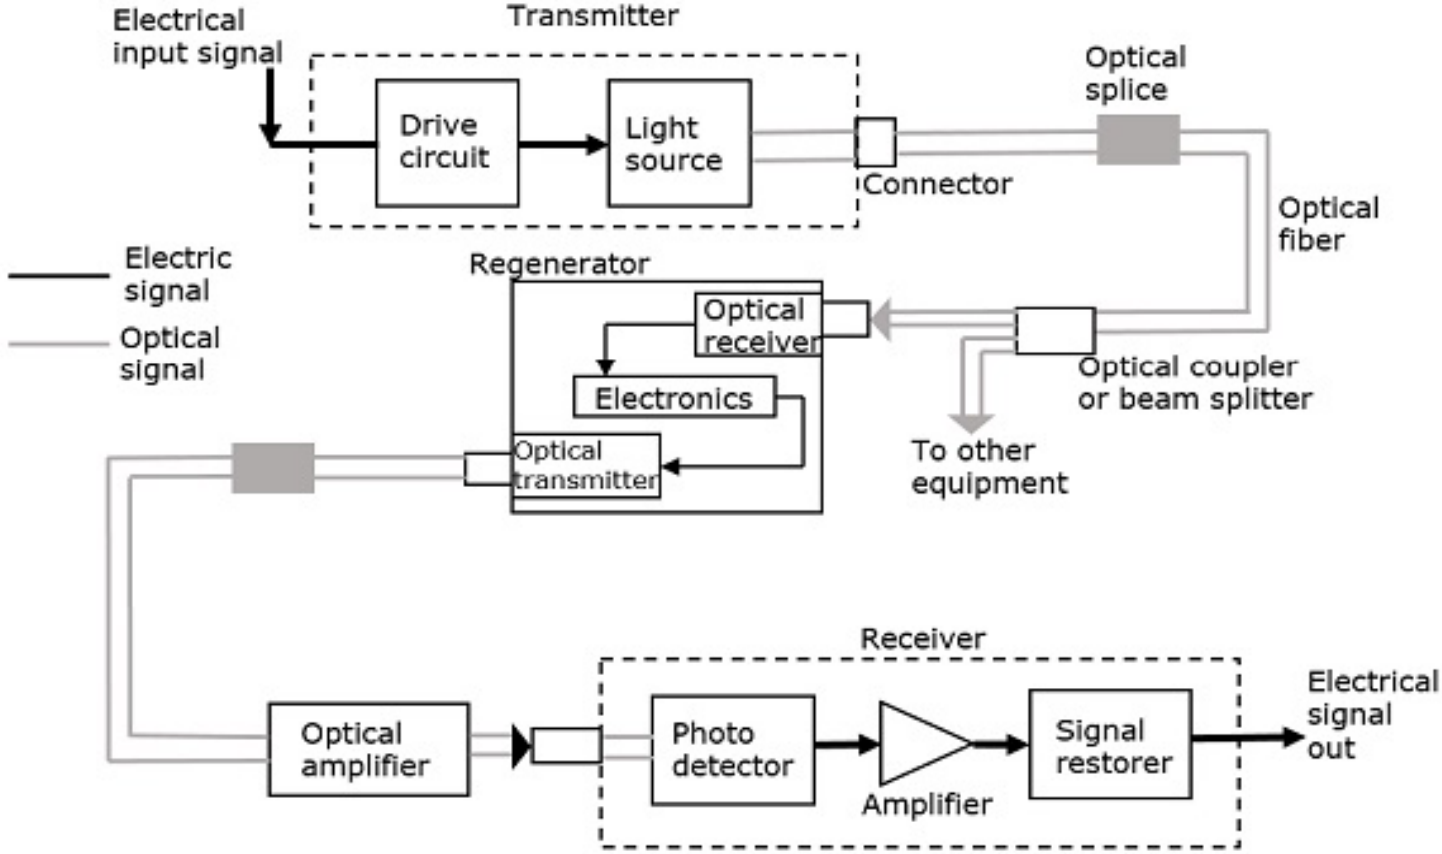 Electrical
input signal
Transmitter
Drive
circuit
Light
source
Connector
Optical
splice
Optical
fiber
Electric
signal
Optical
signal
Regenerator
Optical
receiver
Electronics
Optical
transmitter
Optical coupler
or beam splitter
To other
equipment
Receiver
Optical
amplifier
Photo
detector
Amplifier
Signal
restorer
Electrical
signal
out